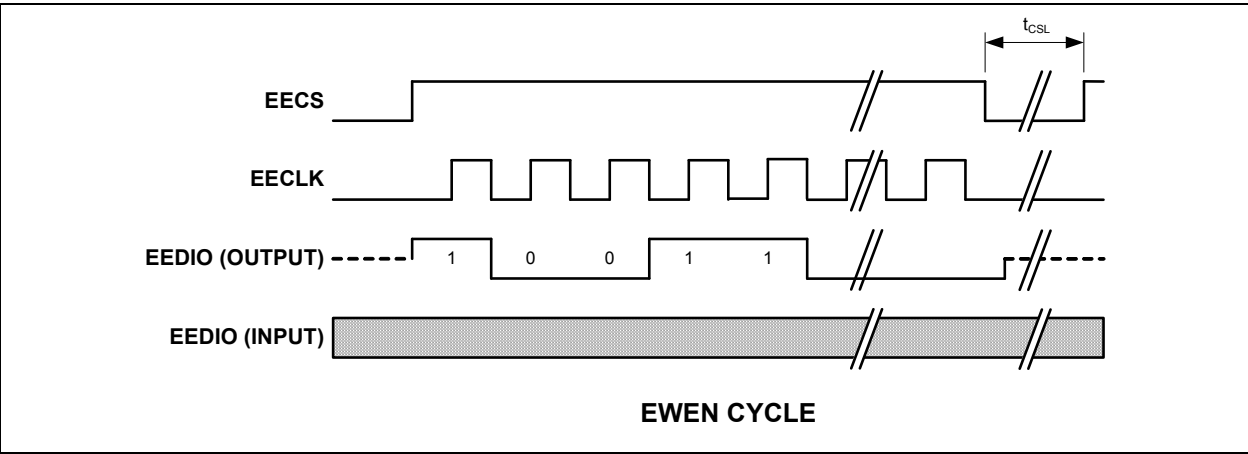 tCSL
EECS
EECLK
EEDIO (OUTPUT) 1 0 0 1 1
EEDIO (INPUT)
EWEN CYCLE